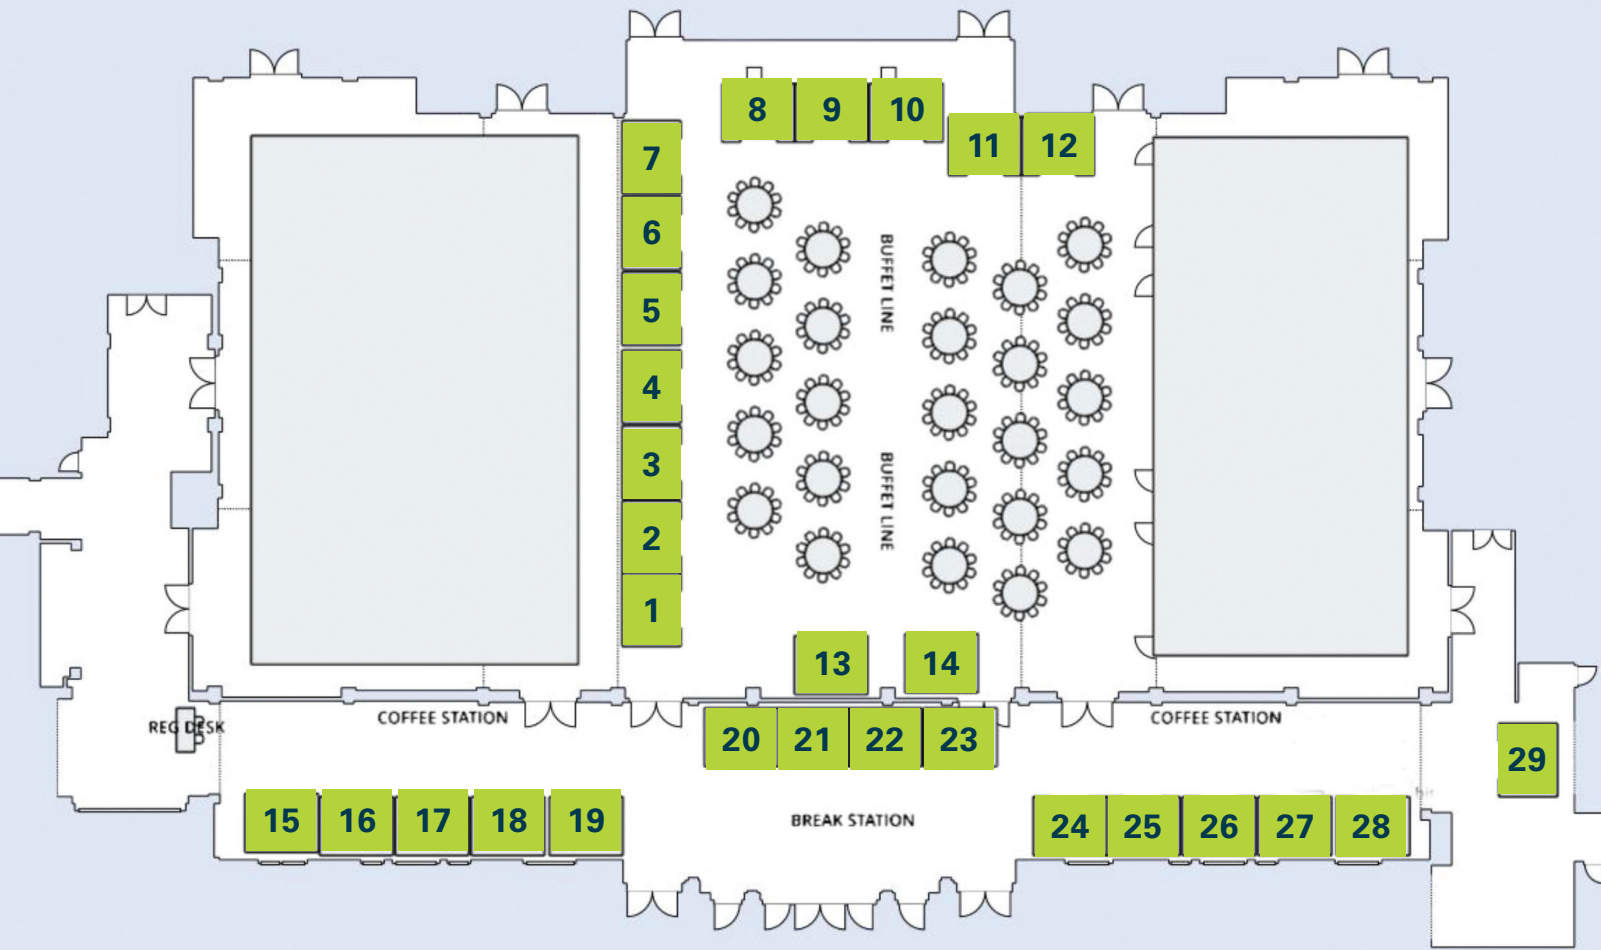 8 9 10
11 12
7
6
5
4
3
2
1
BUFFET LINE
BUFFET LINE
13 14
REG DESK
COFFEE STATION
COFFEE STATION
20 21 22 23
29
15 16 17 18 19
BREAK STATION
24 25 26 27 28